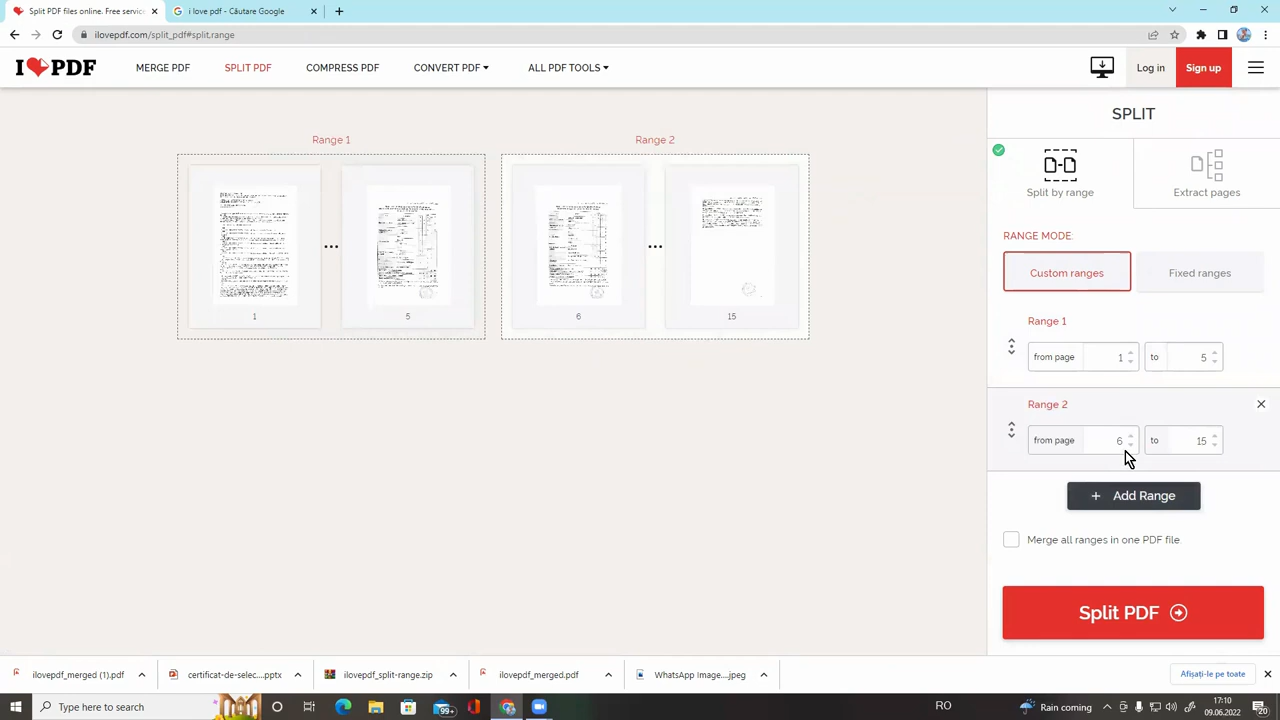 Split PDF files online. Free servic
i love pdf - Căutare Google
ilovepdf.com/split_pdf#split.range
I PDF
MERGE PDF
SPLIT PDF
COMPRESS PDF
CONVERT PDF
ALL PDF TOOLS
Log in
Sign up
Range 1
Range 2
1
5
6
15
SPLIT
Split by range
Extract pages
RANGE MODE:
Custom ranges
Fixed ranges
Range 1
from page 1 to 5
Range 2
from page 6 to 15
+ Add Range
Merge all ranges in one PDF file.
Split PDF
ilovepdf_merged (1).pdf
certificat-de-selec....pptx
ilovepdf_split-range.zip
ilovepdf_merged.pdf
WhatsApp Image....jpeg
Afișați-le pe toate
Type here to search
99+
RO
Rain coming
17:10
09.06.2022
20